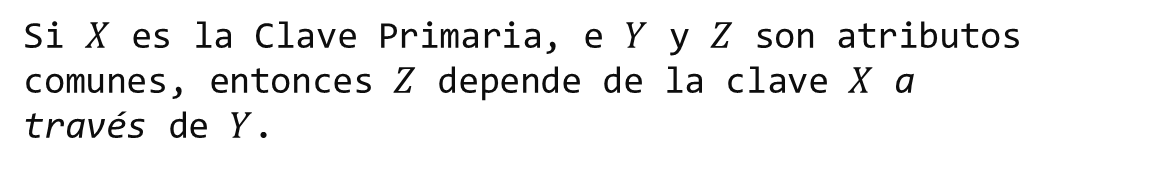 Si X es la Clave Primaria, e Y y Z son atributos
comunes, entonces Z depende de la clave X a
través de Y.